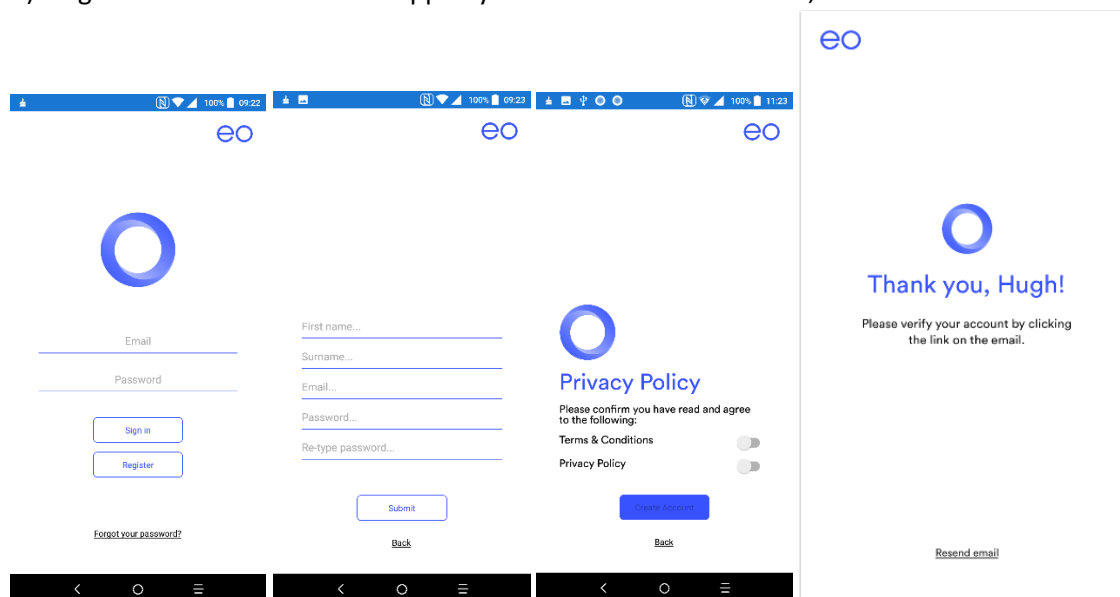 eo
100% 09:22
eo
Email
Password
Sign in
Register
Forgot your password?
100% 09:23
eo
First name...
Surname...
Email...
Password...
Re-type password...
Submit
Back
100% 11:23
eo
Privacy Policy
Please confirm you have read and agree
to the following:
Terms & Conditions
Privacy Policy
Create Account
Back
Thank you, Hugh!
Please verify your account by clicking
the link on the email.
Resend email